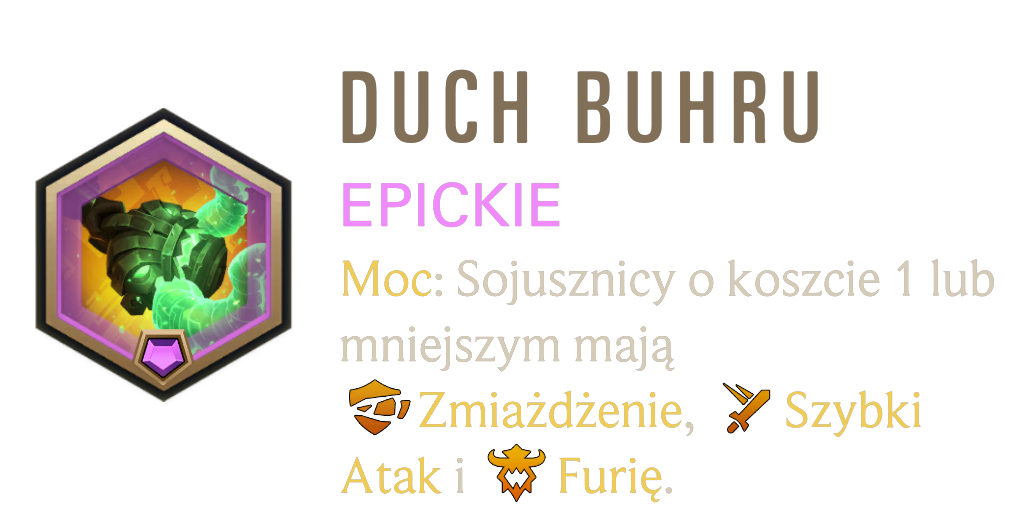 DUCH BUHRU
EPICKIE
Moc: Sojusznicy o koszcie 1 lub
mniejszym mają
Zmiażdżenie, Szybki
Atak i Furię.